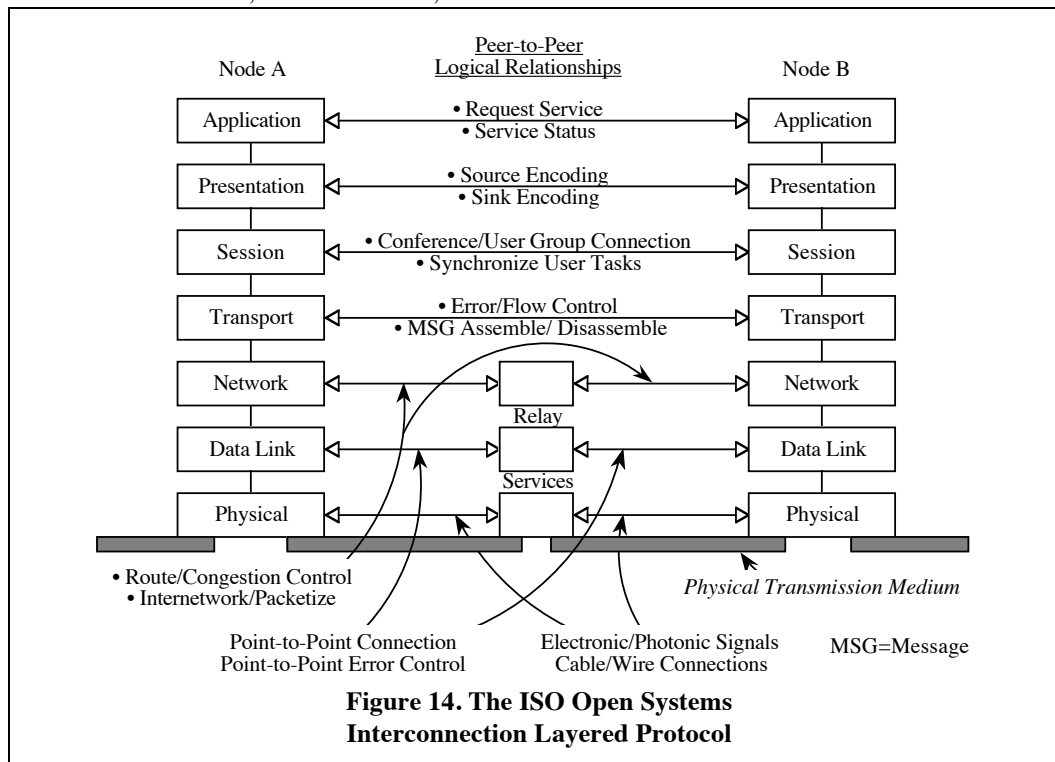 Peer-to-Peer
Node A Logical Relationships Node B
Application • Request Service Application
• Service Status
Presentation • Source Encoding Presentation
• Sink Encoding
Session • Conference/User Group Connection Session
• Synchronize User Tasks
Transport • Error/Flow Control Transport
• MSG Assemble/ Disassemble
Network Network
Relay
Data Link Data Link
Services
Physical Physical
• Route/Congestion Control
• Internetwork/Packetize
Physical Transmission Medium
Point-to-Point Connection
Point-to-Point Error Control
Electronic/Photonic Signals
Cable/Wire Connections
MSG=Message
Figure 14. The ISO Open Systems
Interconnection Layered Protocol